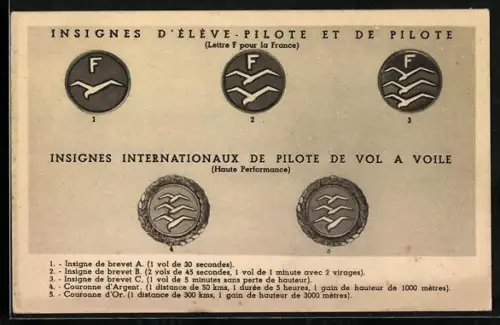 INSIGNES D'ÉLÈVE-PILOTE ET DE PILOTE
(Lettre F pour la France)
F F F
1 2 3
INSIGNES INTERNATIONAUX DE PILOTE DE VOL A VOILE
(Haute Performance)
4 5
1. - Insigne de brevet A. (1 vol de 30 secondes).
2. - Insigne de brevet B. (2 vols de 45 secondes, 1 vol de 1 minute avec 2 virages).
3. - Insigne de brevet C. (1 vol de 5 minutes sans perte de hauteur).
4. - Couronne d'Argent. (1 distance de 50 kms, 1 durée de 5 heures, 1 gain de hauteur de 1000 mètres).
5. - Couronne d'Or. (1 distance de 300 kms, 1 gain de hauteur de 3000 mètres).